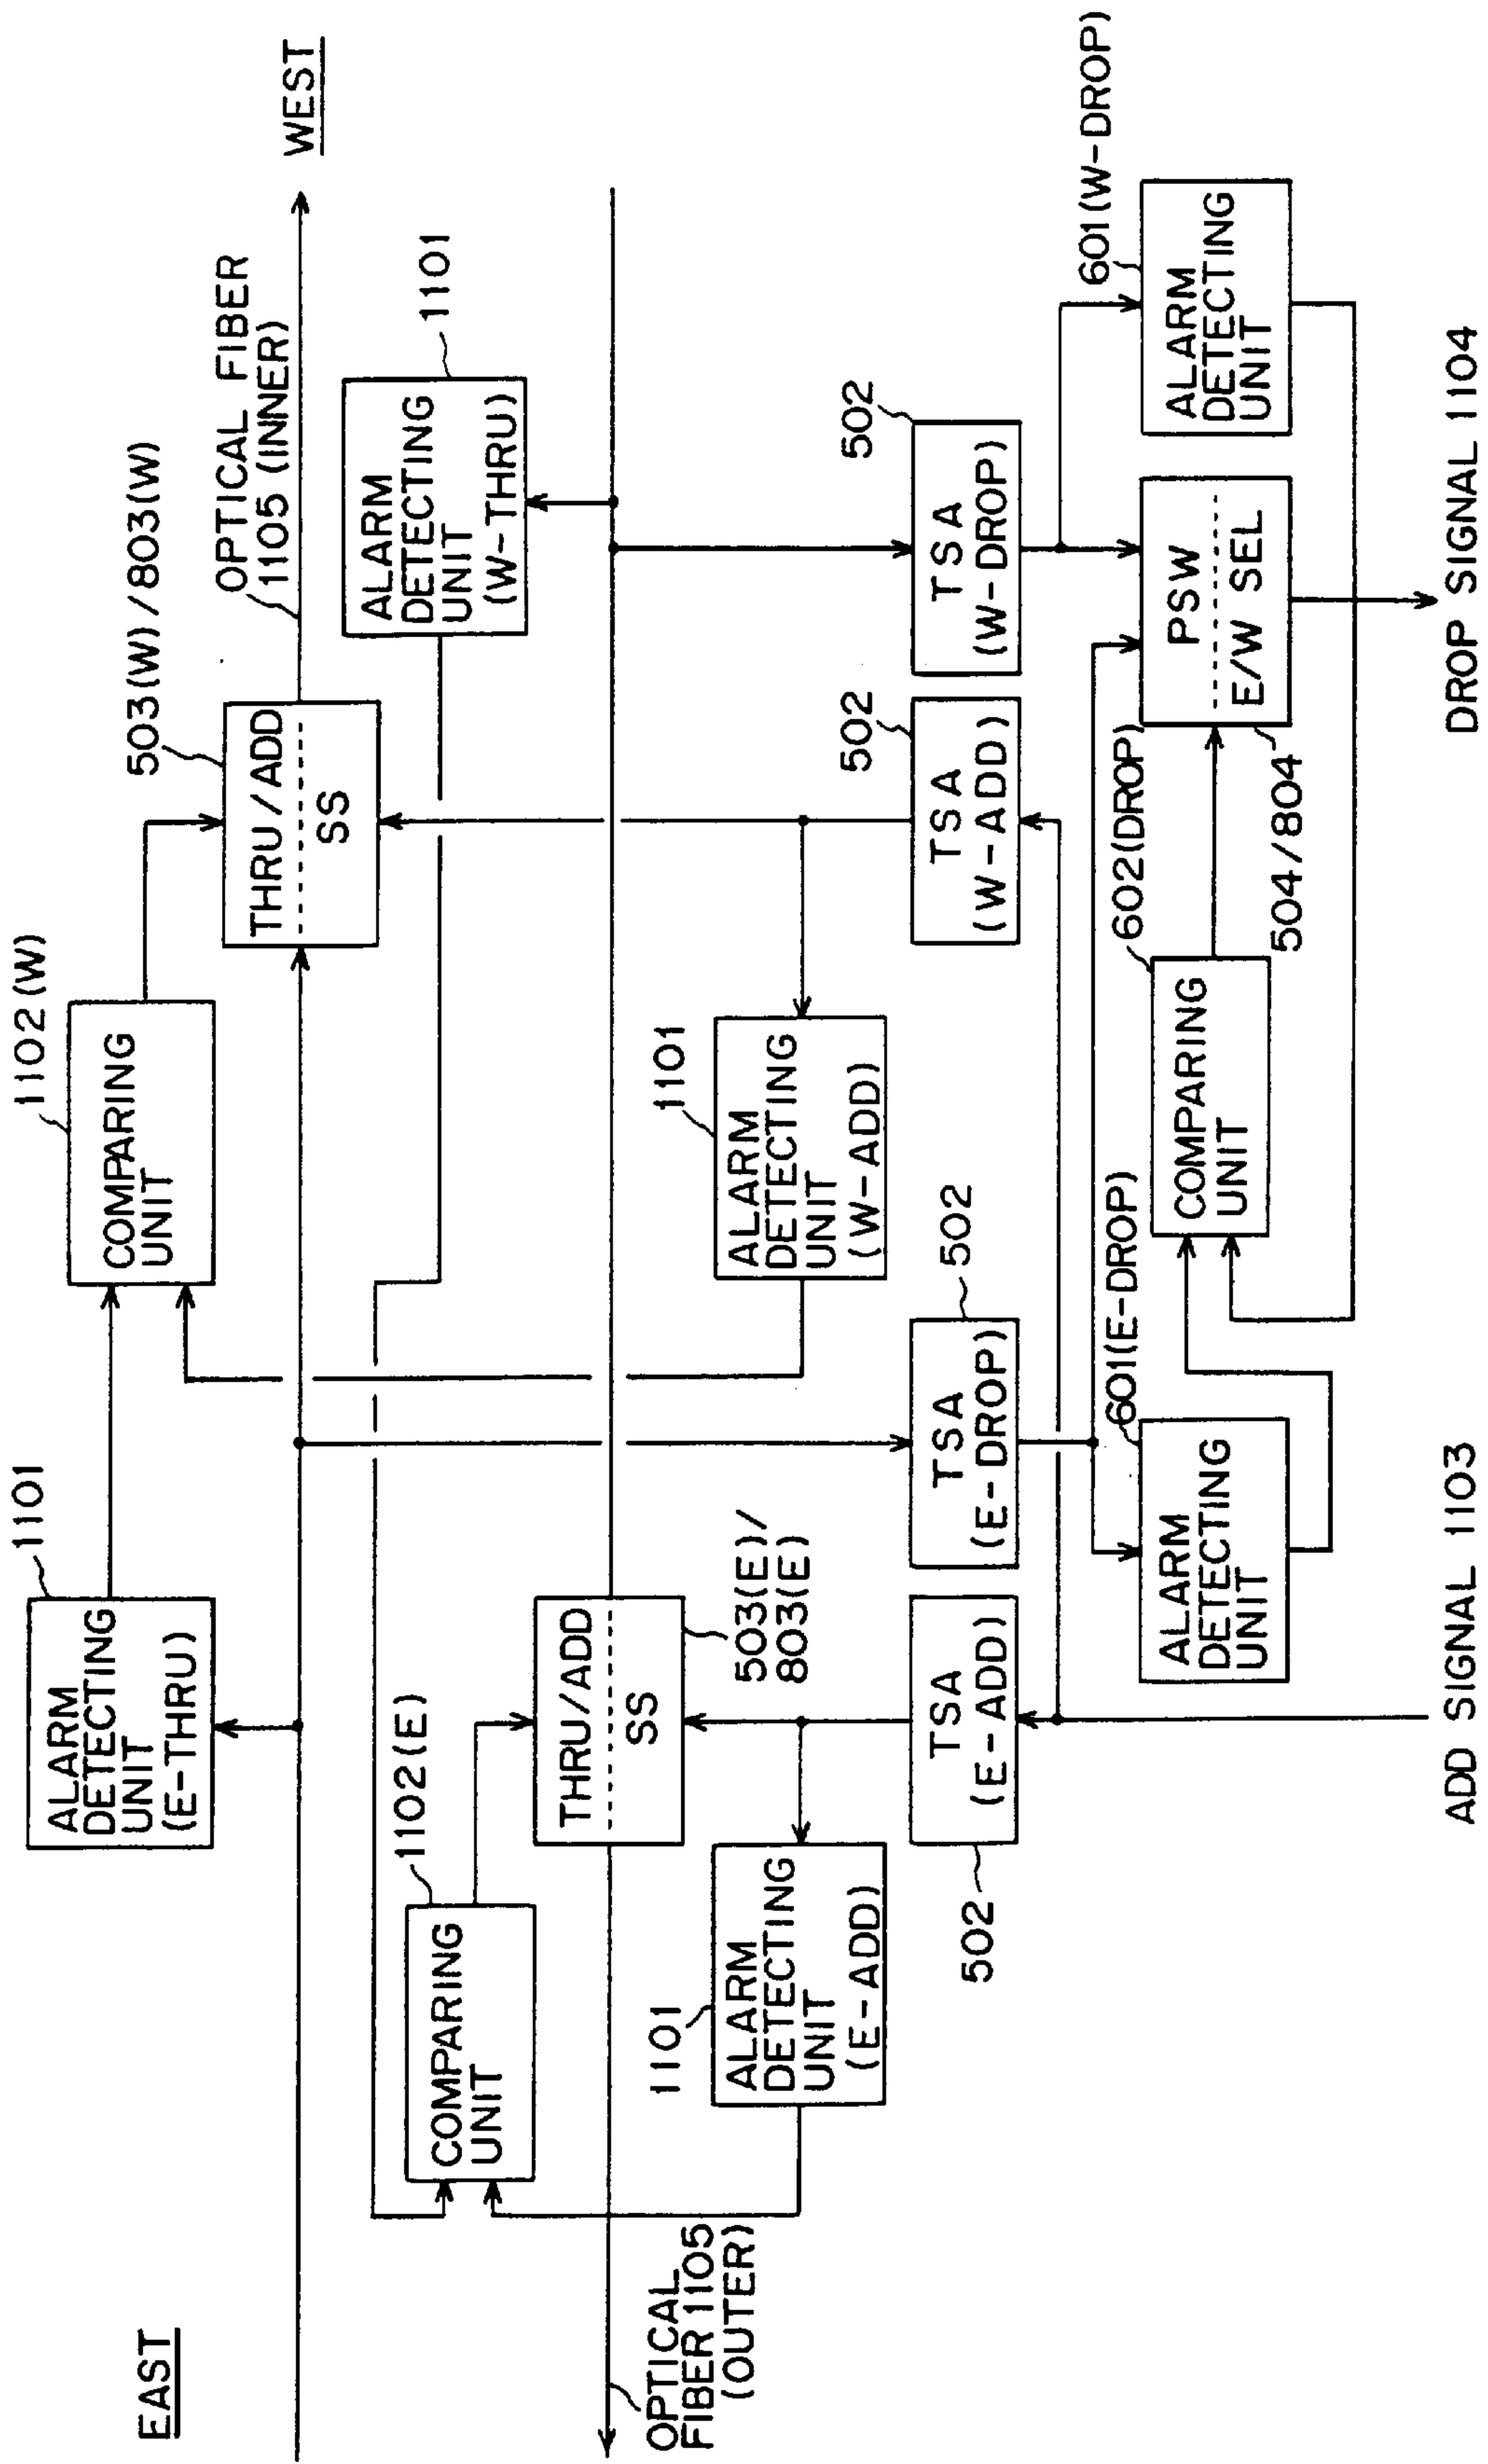 EAST
WEST
1101
ALARM
DETECTING
UNIT
(E-THRU)
1102(W)
COMPARING
UNIT
503(W)/803(W)
THRU/ADD
SS
OPTICAL FIBER
1105 (INNER)
1101
ALARM
DETECTING
UNIT
(W-THRU)
1102(E)
COMPARING
UNIT
THRU/ADD
SS
503(E)/
803(E)
OPTICAL
FIBER 1105
(OUTER)
1101
ALARM
DETECTING
UNIT
(E-ADD)
1101
ALARM
DETECTING
UNIT
(W-ADD)
502
TSA
(E-ADD)
502
TSA
(E-DROP)
502
TSA
(W-ADD)
502
TSA
(W-DROP)
601(E-DROP)
ALARM
DETECTING
UNIT
602(DROP)
COMPARING
UNIT
504/804
PSW
E/W SEL
601(W-DROP)
ALARM
DETECTING
UNIT
ADD SIGNAL 1103
DROP SIGNAL 1104